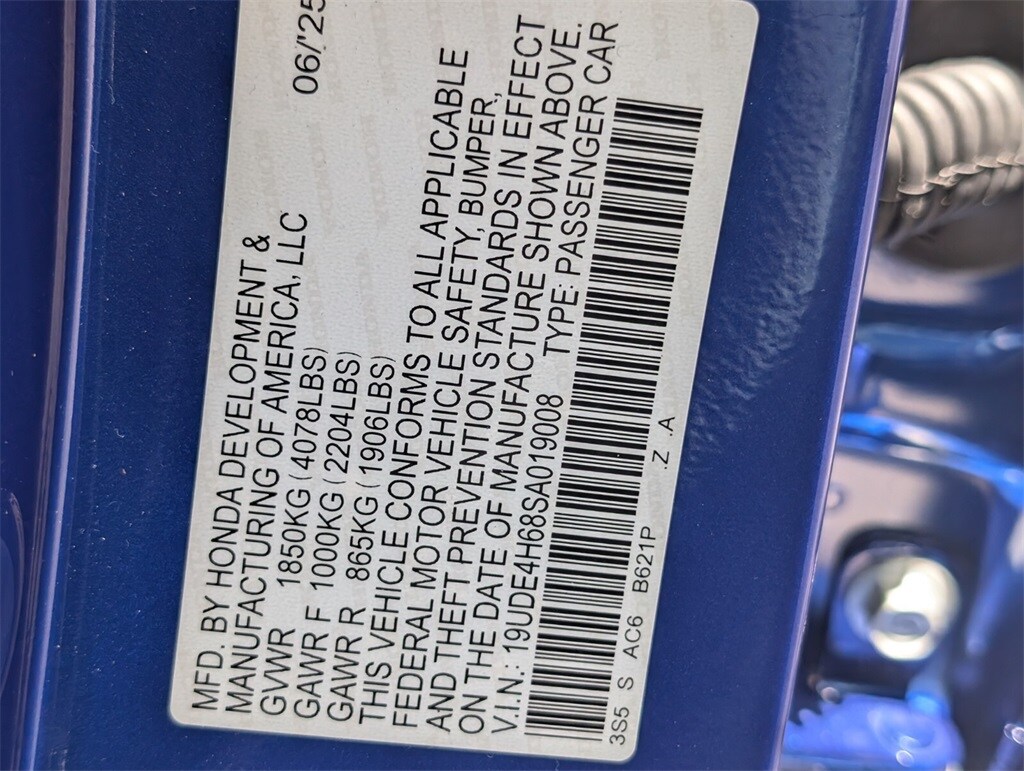 MFD. BY HONDA DEVELOPMENT &
MANUFACTURING OF AMERICA, LLC 06/'25
GVWR 1850KG (4078LBS)
GAWR F 1000KG (2204LBS)
GAWR R 865KG (1906LBS)
THIS VEHICLE CONFORMS TO ALL APPLICABLE
FEDERAL MOTOR VEHICLE SAFETY, BUMPER,
AND THEFT PREVENTION STANDARDS IN EFFECT
ON THE DATE OF MANUFACTURE SHOWN ABOVE.
V.I.N.: 19UDE4H68SA019008 TYPE: PASSENGER CAR
3S5 S AC6 B621P .Z .A